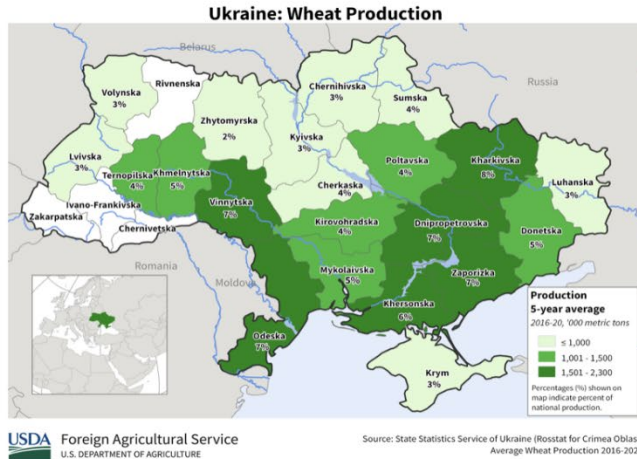 Ukraine: Wheat Production
Belarus
Russia
Romania
Moldova
Volynska
3%
Rivnenska
Zhytomyrska
2%
Kyivska
3%
Chernihivska
3%
Sumska
4%
Lvivska
3%
Ternopilska
4%
Khmelnytska
5%
Vinnytska
7%
Cherkaska
4%
Poltavska
4%
Kharkivska
8%
Luhanska
3%
Ivano-Frankivska
Zakarpatska
Chernivetska
Kirovohradska
4%
Dnipropetrovska
7%
Donetska
5%
Mykolaivska
5%
Zaporizka
7%
Khersonska
6%
Odeska
7%
Krym
3%
Production
5-year average
2016-20, '000 metric tons
≤ 1,000
1,001 - 1,500
1,501 - 2,300
Percentages (%) shown on
map indicate percent of
national production.
USDA Foreign Agricultural Service
U.S. DEPARTMENT OF AGRICULTURE
Source: State Statistics Service of Ukraine (Rosstat for Crimea Oblas
Average Wheat Production 2016-202